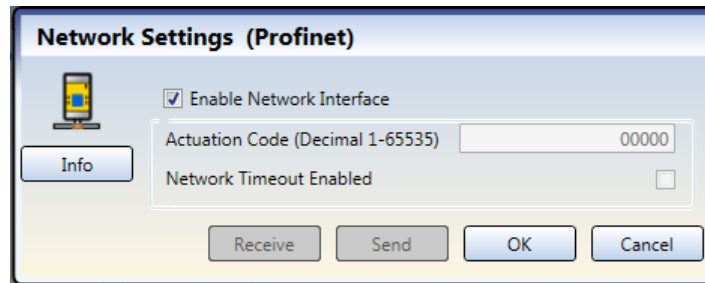 Network Settings (Profinet)
Enable Network Interface
Actuation Code (Decimal 1-65535) 00000
Info
Network Timeout Enabled
Receive Send OK Cancel